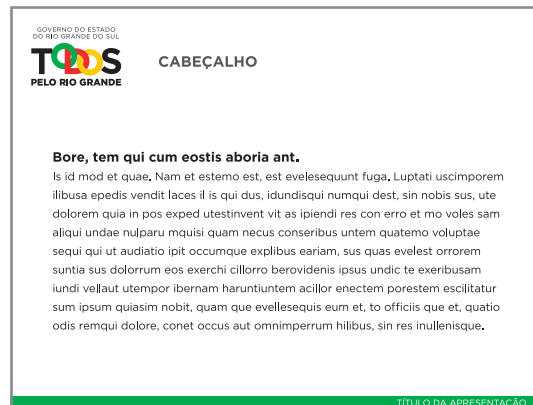 GOVERNO DO ESTADO
DO RIO GRANDE DO SUL
TODOS
PELO RIO GRANDE
CABEÇALHO
Bore, tem qui cum eostis aboria ant.
Is id mod et quae. Nam et estemo est, est evelesequunt fuga. Luptati uscimporem
ilibusa epedis vendit laces il is qui dus, idundisqui numqui dest, sin nobis sus, ute
dolorem quia in pos exped utestinvent vit as ipiendi res con erro et mo voles sam
aliqui undae nulparu mquisi quam necus conseribus untem quatemo voluptae
sequi qui ut audiatio ipit occumque explibus eariam, sus quas evelest orrorem
suntia sus dolorrum eos exerchi cillorro berovidenis ipsus undic te exeribusam
iundi vellaut utempor ibernam haruntiuntem acillor enectem porestem escilitatur
sum ipsum quiasim nobit, quam que evellesequis eum et, to officiis que et, quatio
odis remqui dolore, conet occus aut omnimperrum hilibus, sin res inullenisque.
TÍTULO DA APRESENTAÇÃO